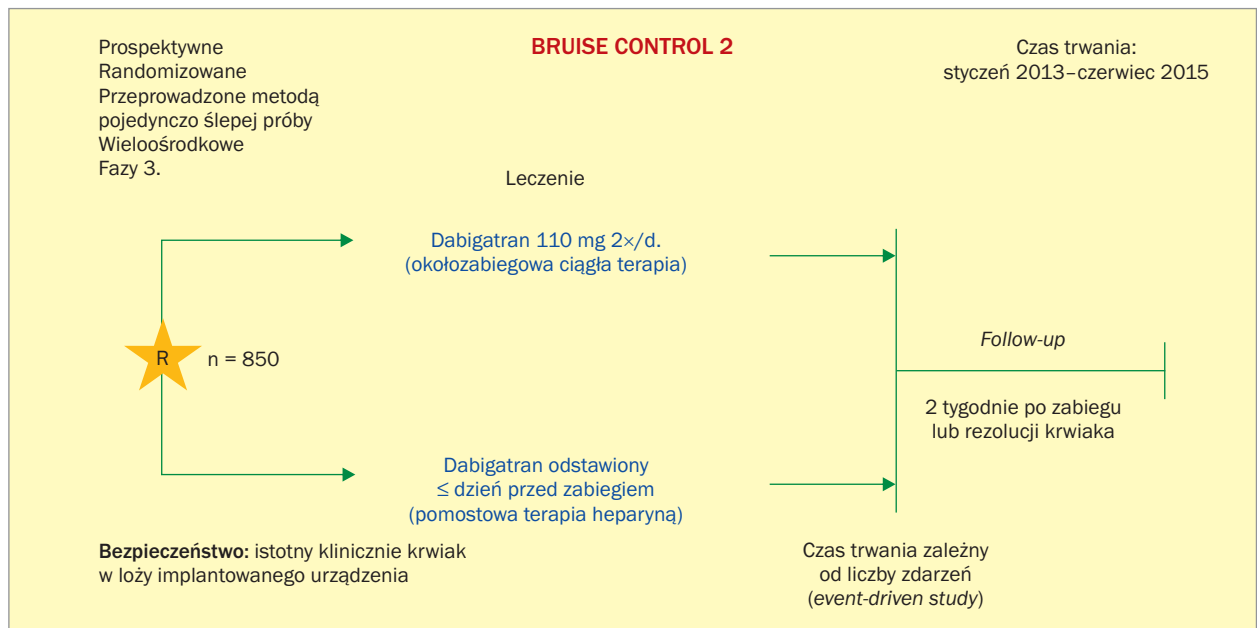 Prospektywne
Randomizowane
Przeprowadzone metodą
pojedynczo ślepej próby
Wieloośrodkowe
Fazy 3.
BRUISE CONTROL 2
Czas trwania:
styczeń 2013–czerwiec 2015
Leczenie
Dabigatran 110 mg 2×/d.
(okołozabiegowa ciągła terapia)
R
n = 850
Follow-up
2 tygodnie po zabiegu
lub rezolucji krwiaka
Dabigatran odstawiony
≤ dzień przed zabiegiem
(pomostowa terapia heparyną)
Bezpieczeństwo: istotny klinicznie krwiak
w loży implantowanego urządzenia
Czas trwania zależny
od liczby zdarzeń
(event-driven study)